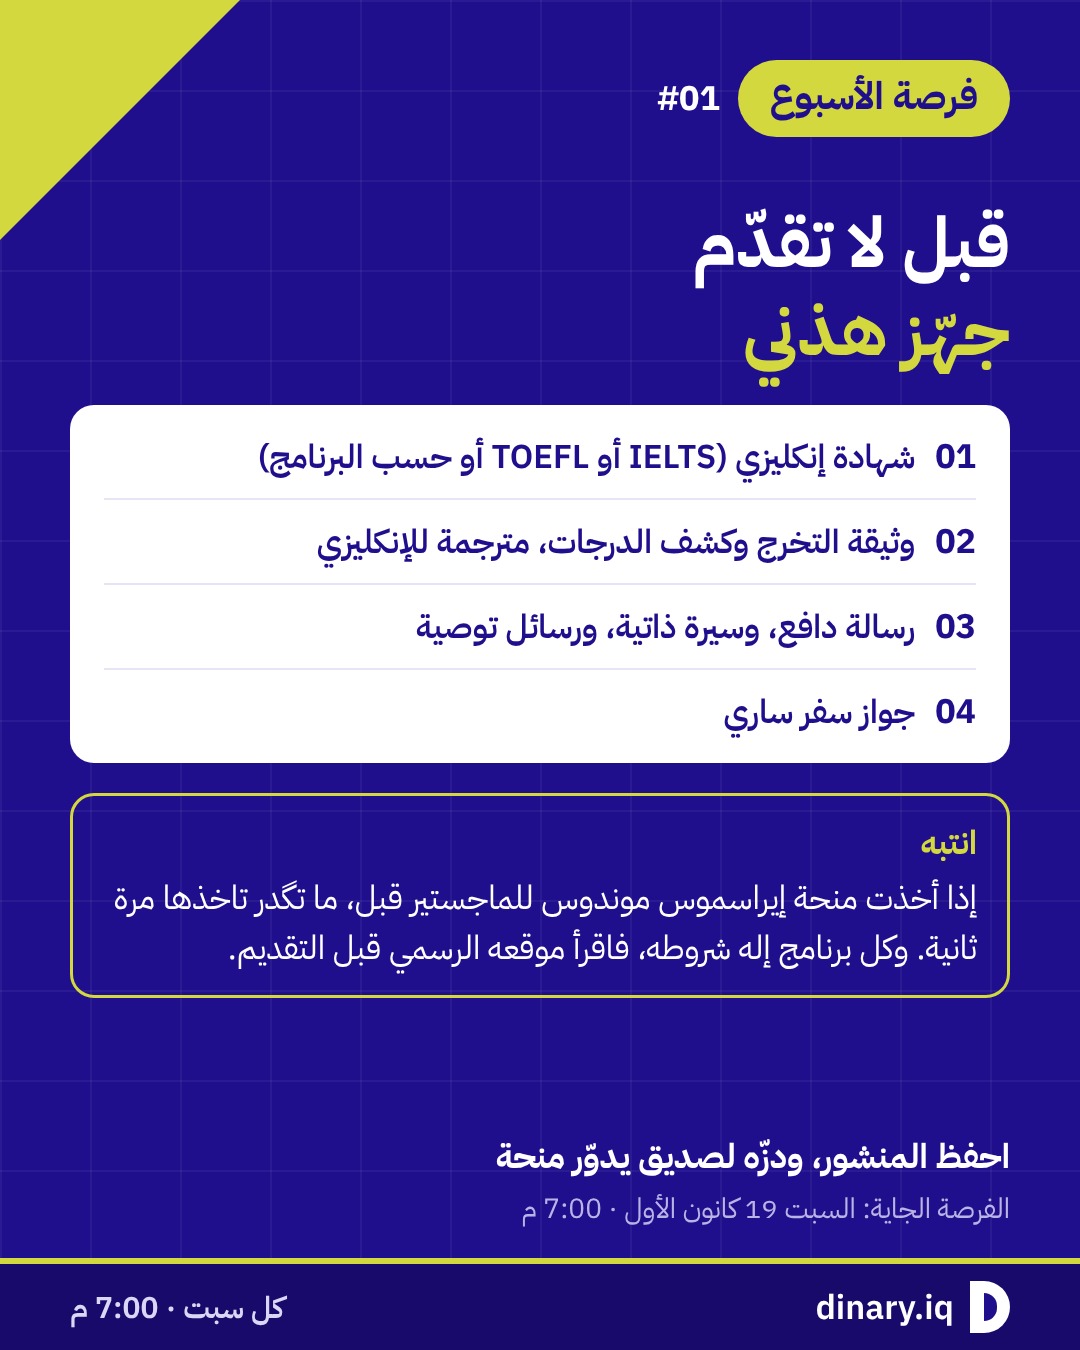 فرصة الأسبوع #01
قبل لا تقدّم
جهّز هذني
01 شهادة إنكليزي (IELTS أو TOEFL أو حسب البرنامج)
02 وثيقة التخرج وكشف الدرجات، مترجمة للإنكليزي
03 رسالة دافع، وسيرة ذاتية، ورسائل توصية
04 جواز سفر ساري
انتبه
إذا أخذت منحة إيراسموس موندوس للماجستير قبل، ما تگدر تاخذها مرة
ثانية. وكل برنامج إله شروطه، فاقرأ موقعه الرسمي قبل التقديم.
احفظ المنشور، ودزّه لصديق يدوّر منحة
الفرصة الجاية: السبت 19 كانون الأول · 7:00 م
dinary.iq
كل سبت · 7:00 م